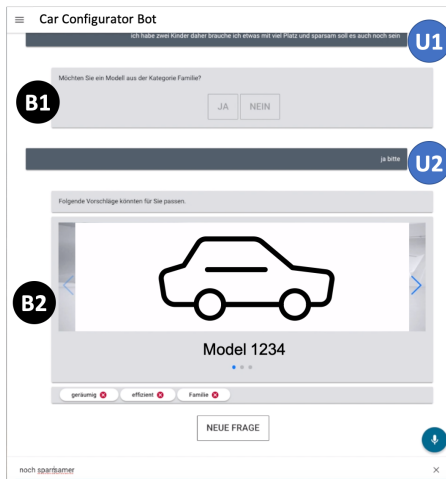 Car Configurator Bot
ich habe zwei Kinder daher brauche ich etwas mit viel Platz und sparsam soll es auch noch sein
U1
Möchten Sie ein Modell aus der Kategorie Familie?
B1
JA NEIN
ja bitte
U2
Folgende Vorschläge könnten für Sie passen.
B2
Model 1234
geräumig effizient Familie
NEUE FRAGE
noch sparsamer